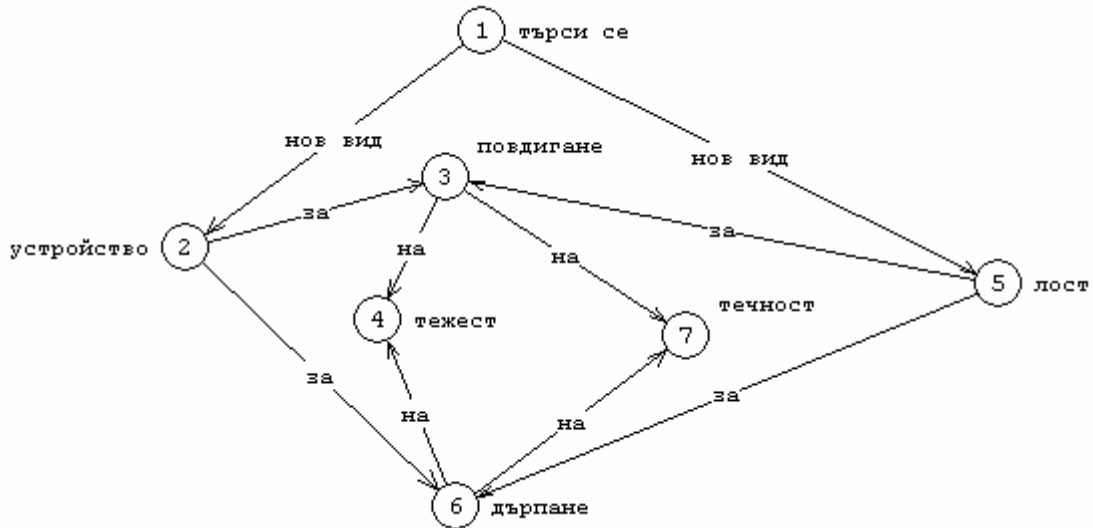 1 търси се
нов вид
нов вид
повдигане
3
за
за
устройство 2
на
на
5 лост
течност
4 тежест
7
за
на
на
за
6 дърпане